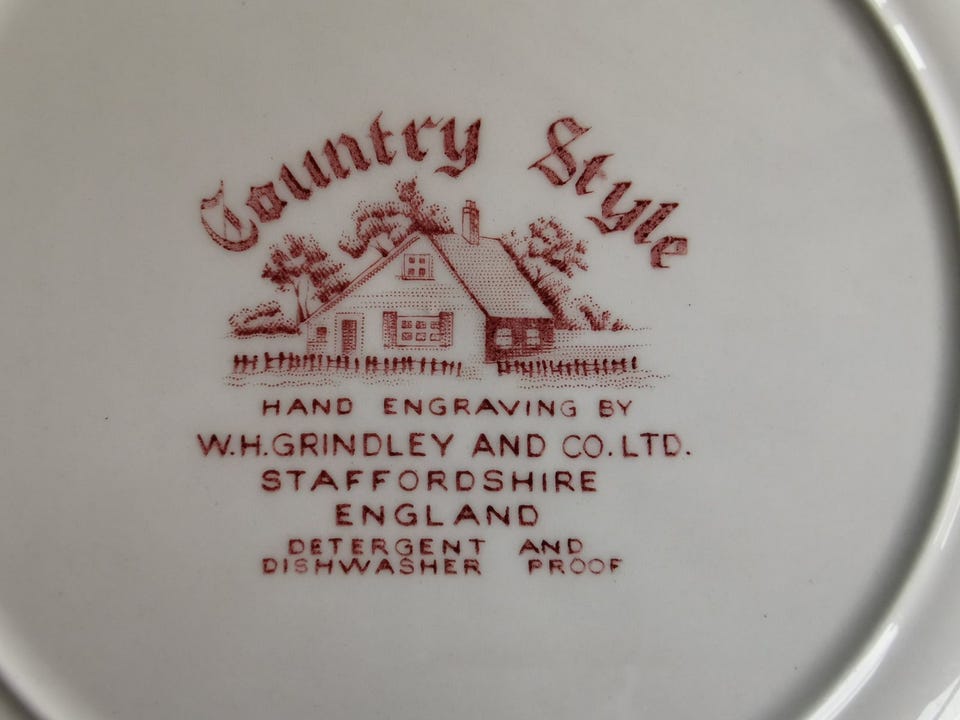 Country Style
HAND ENGRAVING BY
W.H.GRINDLEY AND CO. LTD.
STAFFORDSHIRE
ENGLAND
DETERGENT AND
DISHWASHER PROOF